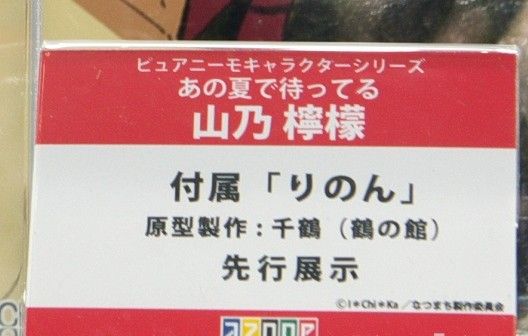 ピュアニーモキャラクターシリーズ
あの夏で待ってる
山乃 檸檬
付属「りのん」
原型製作：千鶴（鶴の館）
先行展示
©I＊Chi＊Ka ／なつまち製作委員会